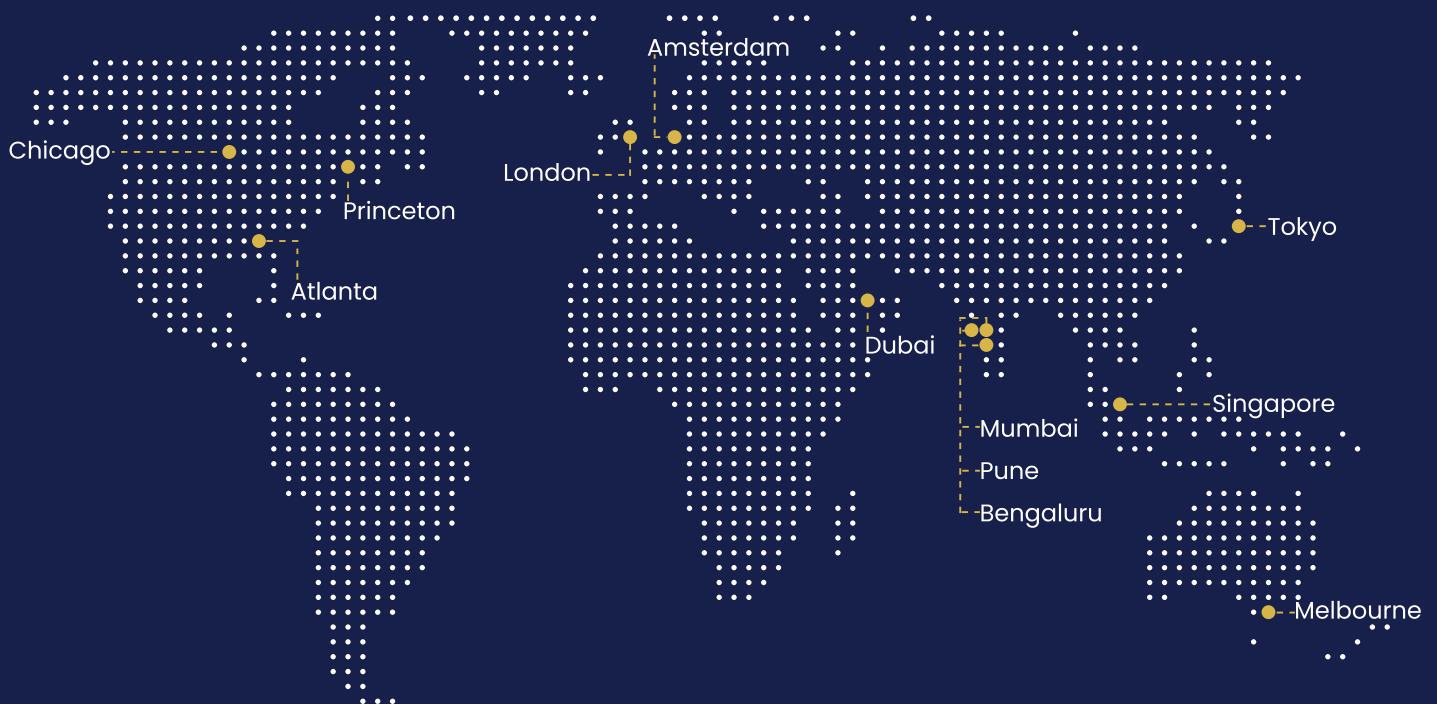 Amsterdam
Chicago
London
Princeton
Tokyo
Atlanta
Dubai
Singapore
Mumbai
Pune
Bengaluru
Melbourne